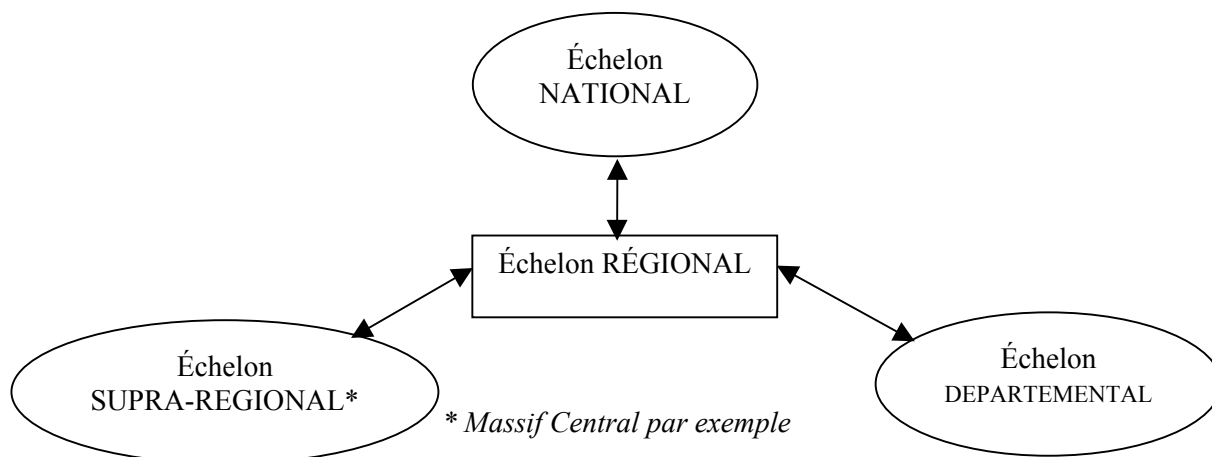 Échelon
NATIONAL
Échelon RÉGIONAL
Échelon
SUPRA-REGIONAL*
Échelon
DEPARTEMENTAL
* Massif Central par exemple